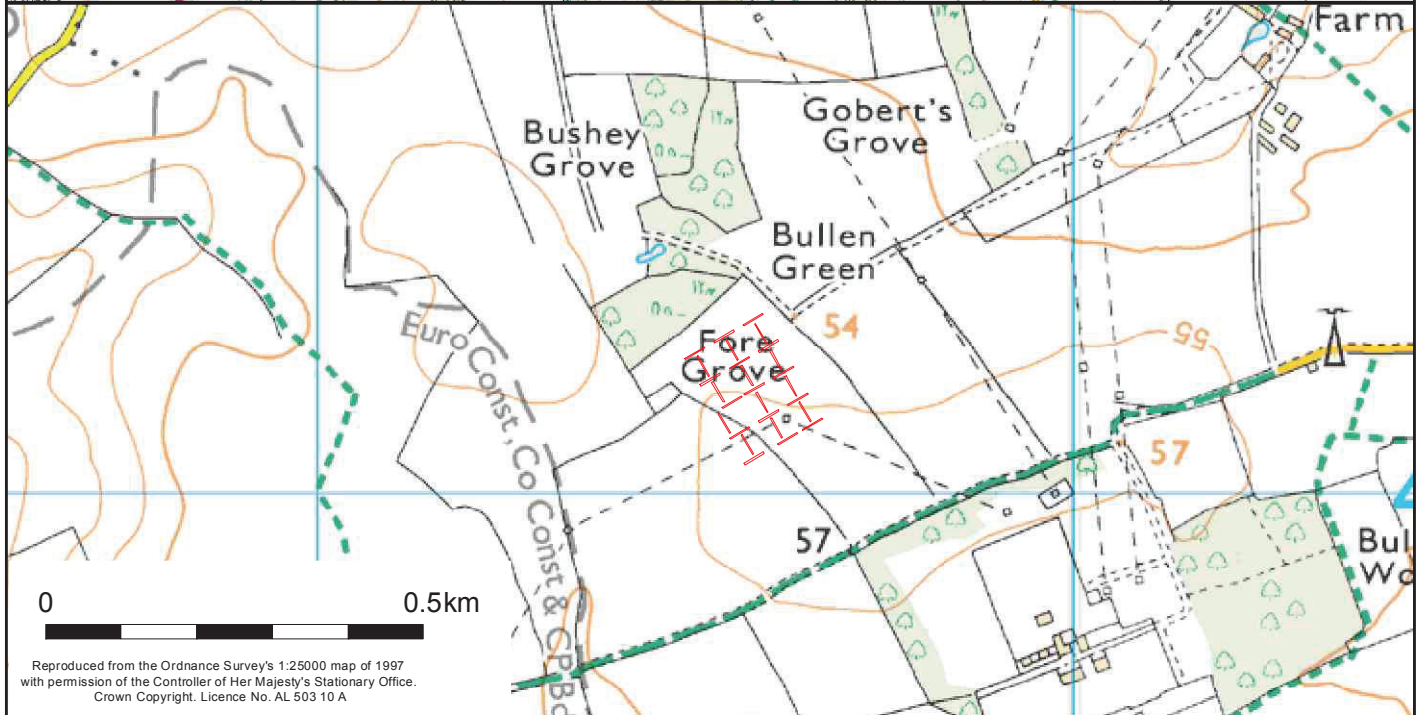 Farm
Bushey
Grove
Gobert's
Grove
Bullen
Green
54
Fore
Grove
55
Euro Const, Co Const & CP Bd
57
57
Bul
Wo
0
0.5km
Reproduced from the Ordnance Survey's 1:25000 map of 1997
with permission of the Controller of Her Majesty's Stationary Office.
Crown Copyright. Licence No. AL 503 10 A